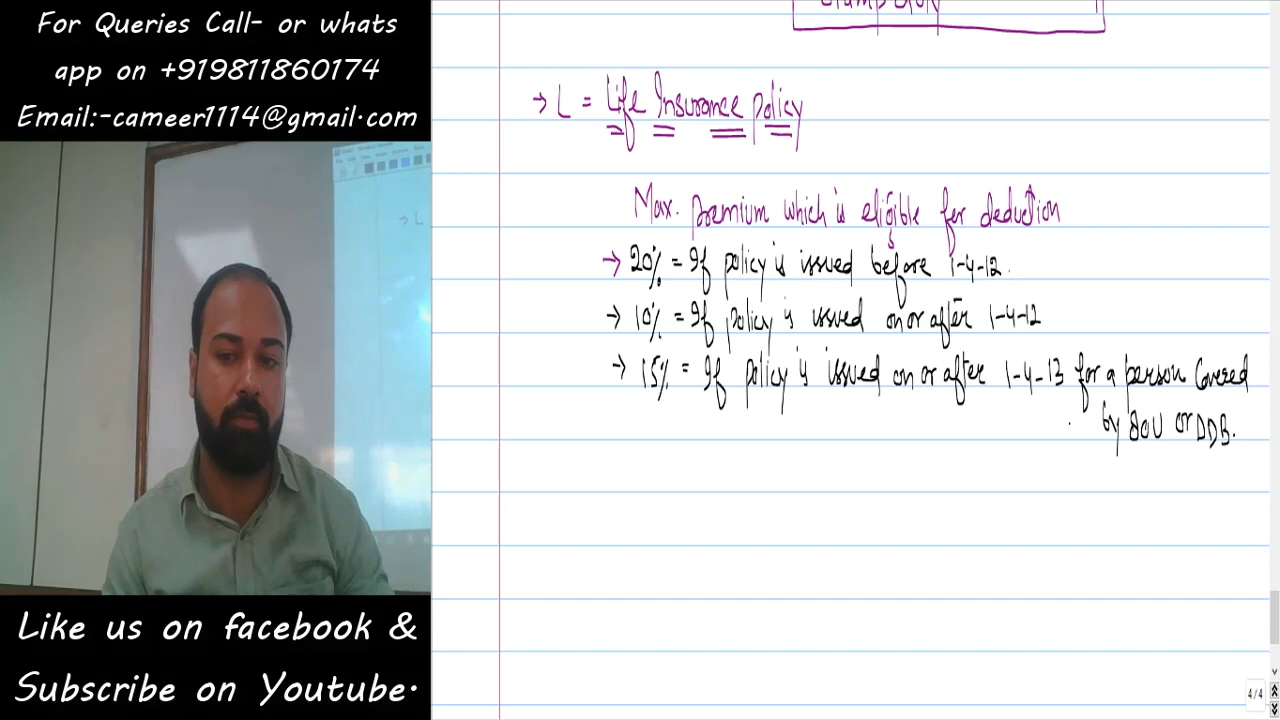 For Queries Call- or whats
app on +919811860174
Email:-cameer1114@gmail.com
→ L = Life Insurance policy
Max. premium which is eligible for deduction
→ 20% = If policy is issued before 1-4-12.
→ 10% = If policy is issued on or after 1-4-12
→ 15% = If policy is issued on or after 1-4-13 for a person Covered
by 80U or DDB.
Like us on facebook &
Subscribe on Youtube.
4/4